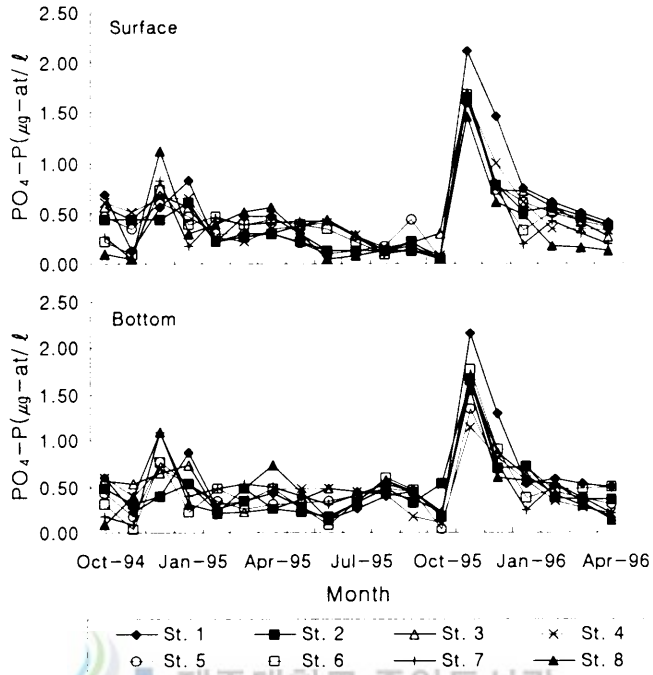 2.50
Surface
2.00
1.50
1.00
0.50
0.00
PO₄-P(μg-at/ℓ
2.50
Bottom
2.00
1.50
1.00
0.50
0.00
PO₄-P(μg-at/ℓ
Oct-94 Jan-95 Apr-95 Jul-95 Oct-95 Jan-96 Apr-96
Month
St. 1 St. 2 St. 3 St. 4
St. 5 St. 6 St. 7 St. 8